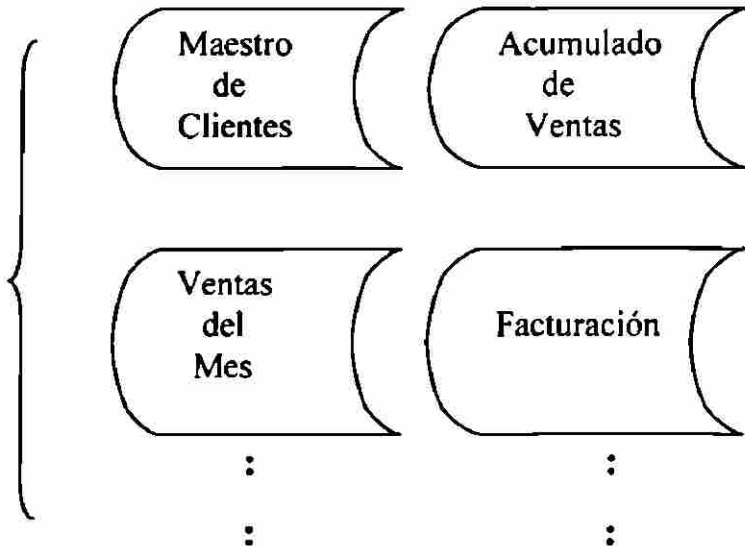 Maestro
de
Clientes
Acumulado
de
Ventas
Ventas
del
Mes
Facturación